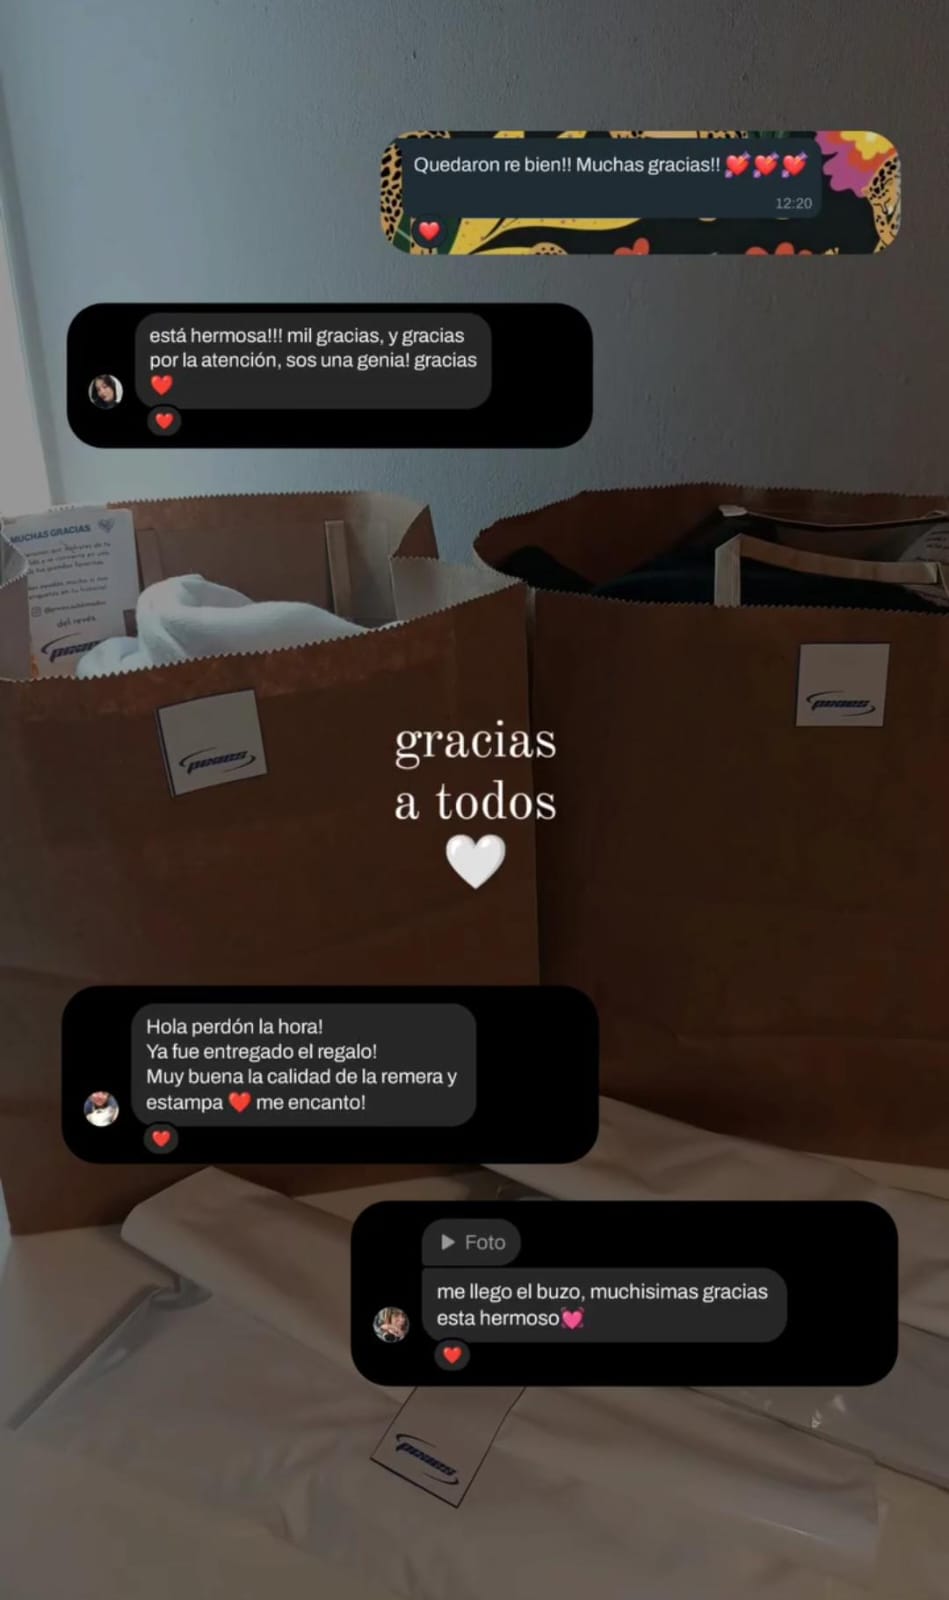 Quedaron re bien!! Muchas gracias!! 💘💘💘
12:20
❤️
está hermosa!!! mil gracias, y gracias
por la atención, sos una genia! gracias
❤️
❤️
MUCHAS GRACIAS
del revés
gracias
a todos
🤍
Hola perdón la hora!
Ya fue entregado el regalo!
Muy buena la calidad de la remera y
estampa ❤️ me encanto!
❤️
▶ Foto
me llego el buzo, muchisimas gracias
esta hermoso💓
❤️